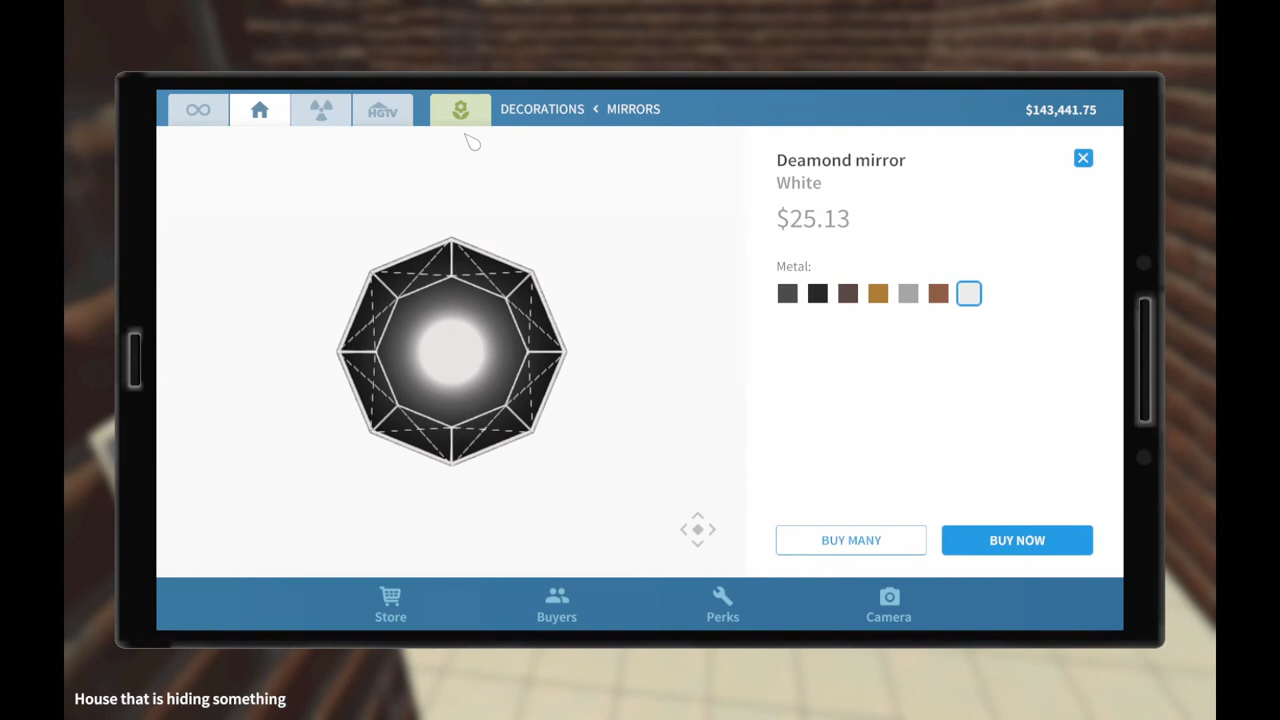 HGTV
DECORATIONS < MIRRORS
$143,441.75
Deamond mirror
White
$25.13
Metal:
BUY MANY
BUY NOW
Store
Buyers
Perks
Camera
House that is hiding something